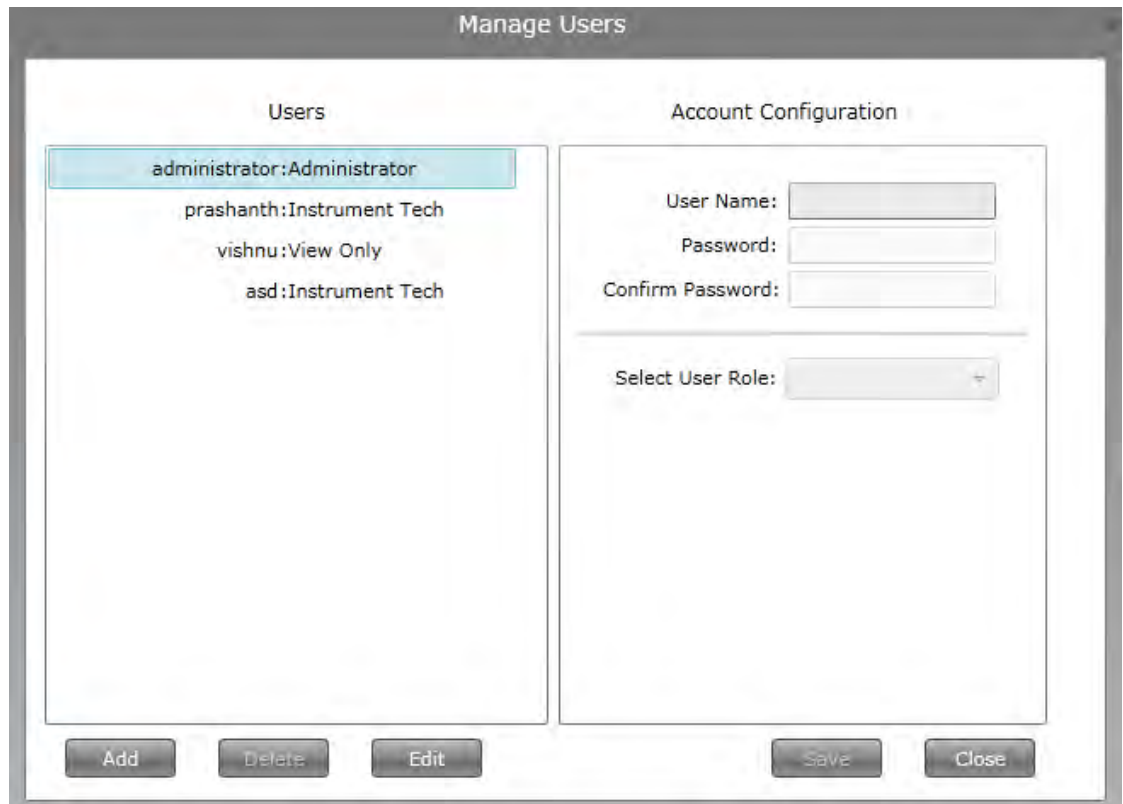 Manage Users
Users
administrator:Administrator
prashanth:Instrument Tech
vishnu:View Only
asd:Instrument Tech
Account Configuration
User Name:
Password:
Confirm Password:
Select User Role:
Add
Delete
Edit
Save
Close